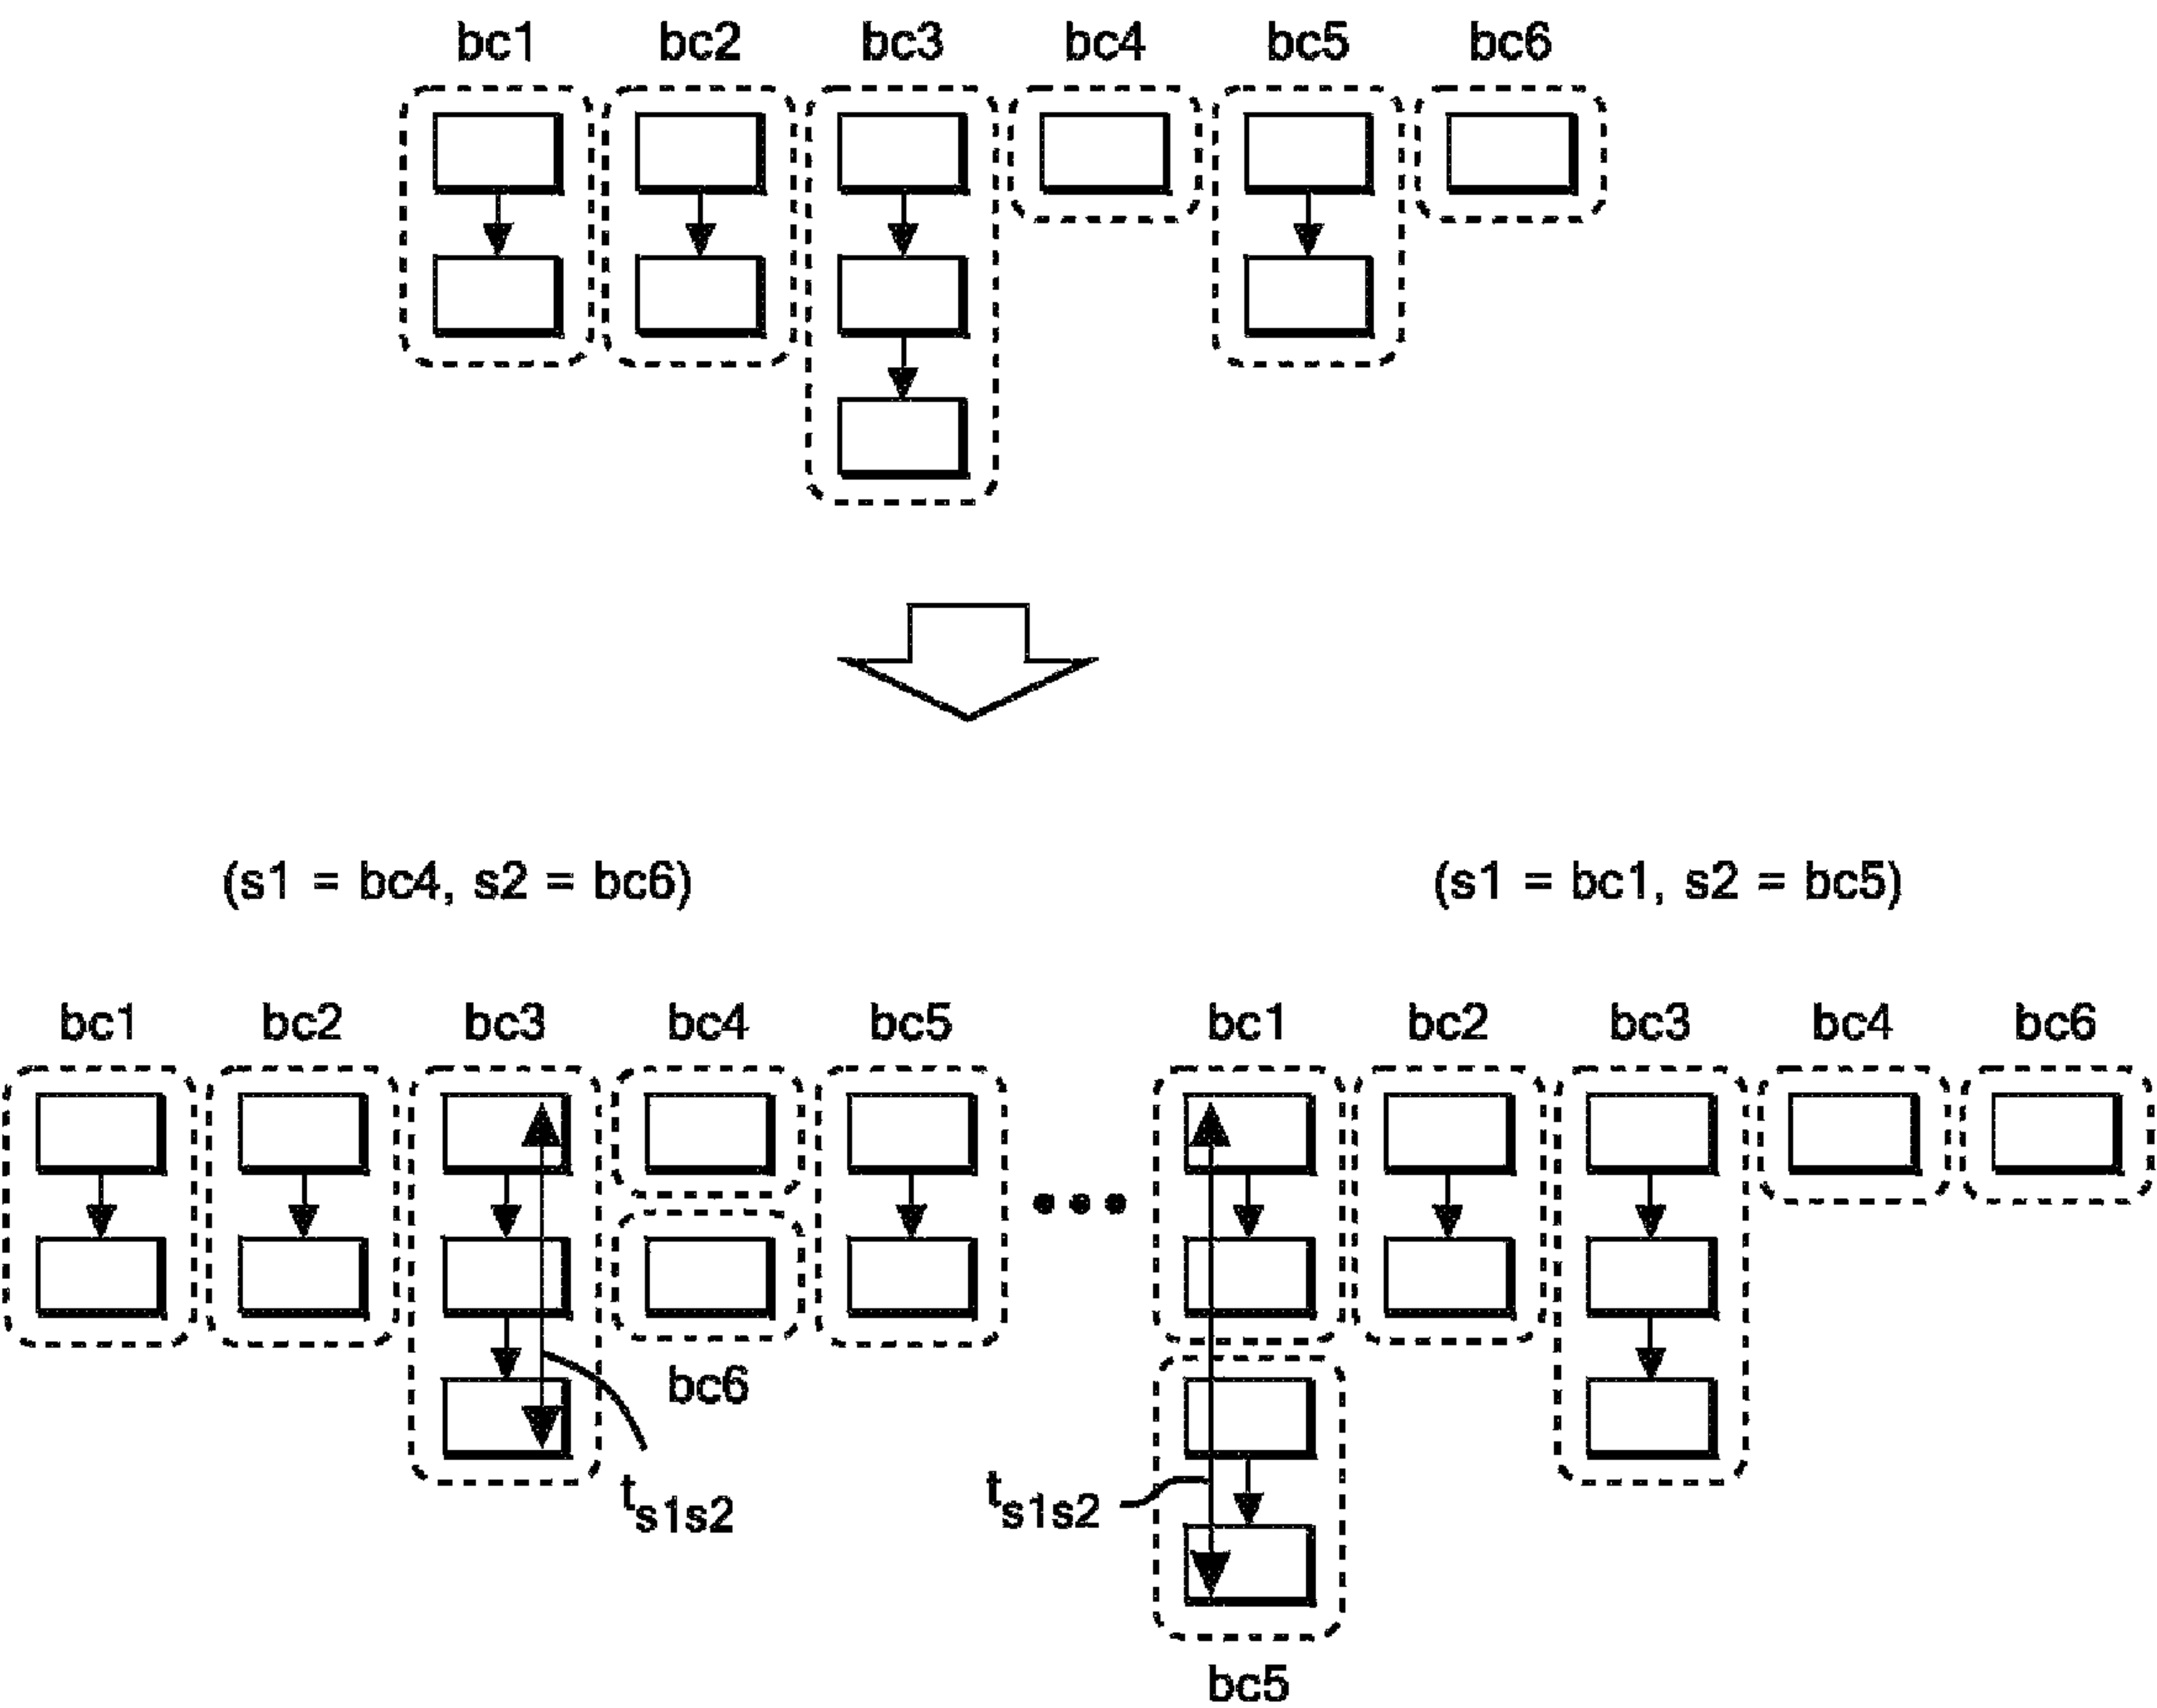 bc1 bc2 bc3 bc4 bc5 bc6
(s1 = bc4, s2 = bc6) (s1 = bc1, s2 = bc5)
bc1 bc2 bc3 bc4 bc5 bc1 bc2 bc3 bc4 bc6
bc6
ts1s2 ts1s2
bc5